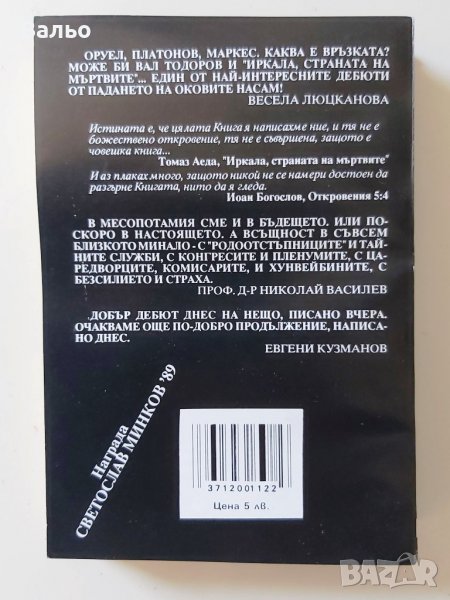 Вальо
ОРУЕЛ, ПЛАТОНОВ, МАРКЕС. КАКВА Е ВРЪЗКАТА?
МОЖЕ БИ ВАЛ ТОДОРОВ И "ИРКАЛА, СТРАНАТА НА
МЪРТВИТЕ"... ЕДИН ОТ НАЙ-ИНТЕРЕСНИТЕ ДЕБЮТИ
ОТ ПАДАНЕТО НА ОКОВИТЕ НАСАМ!
ВЕСЕЛА ЛЮЦКАНОВА
Истината е, че цялата Книга я написахме ние, и тя не е
божествено откровение, тя не е съвършена, защото е
човешка книга...
Томаз Аеда, "Иркала, страната на мъртвите"
И аз плаках много, защото никой не се намери достоен да
разгърне Книгата, нито да я гледа.
Иоан Богослов, Откровения 5:4
В МЕСОПОТАМИЯ СМЕ И В БЪДЕЩЕТО. ИЛИ ПО-
СКОРО В НАСТОЯЩЕТО. А ВСЪЩНОСТ В СЪВСЕМ
БЛИЗКОТО МИНАЛО - С "РОДООТСТЪПНИЦИТЕ" И ТАЙ-
НИТЕ СЛУЖБИ, С КОНГРЕСИТЕ И ПЛЕНУМИТЕ, С ЦА-
РЕДВОРЦИТЕ, КОМИСАРИТЕ, И ХУНВЕЙБИНИТЕ, С
БЕЗСИЛИЕТО И СТРАХА.
ПРОФ. Д-Р НИКОЛАЙ ВАСИЛЕВ
ДОБЪР ДЕБЮТ ДНЕС НА НЕЩО, ПИСАНО ВЧЕРА.
ОЧАКВАМЕ ОЩЕ ПО-ДОБРО ПРОДЪЛЖЕНИЕ, НАПИСА-
НО ДНЕС.
ЕВГЕНИ КУЗМАНОВ
Награда
СВЕТОСЛАВ МИНКОВ '89
3712001122
Цена 5 лв.
BAZAR